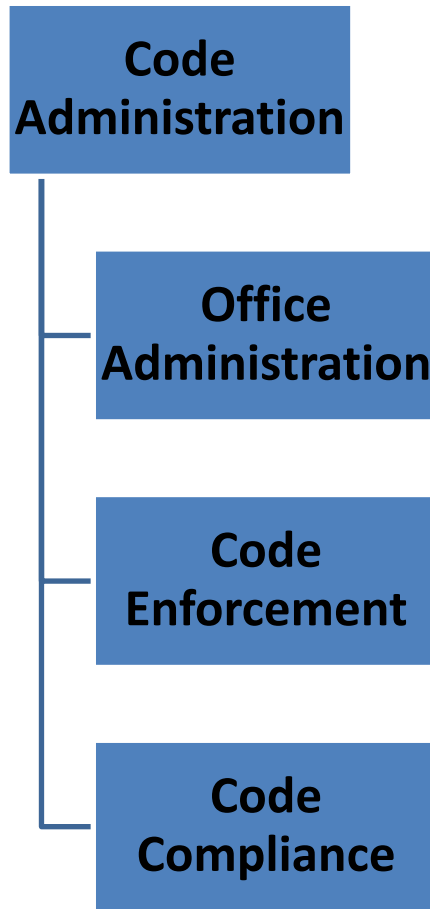 Code
Administration
Office
Administration
Code
Enforcement
Code
Compliance